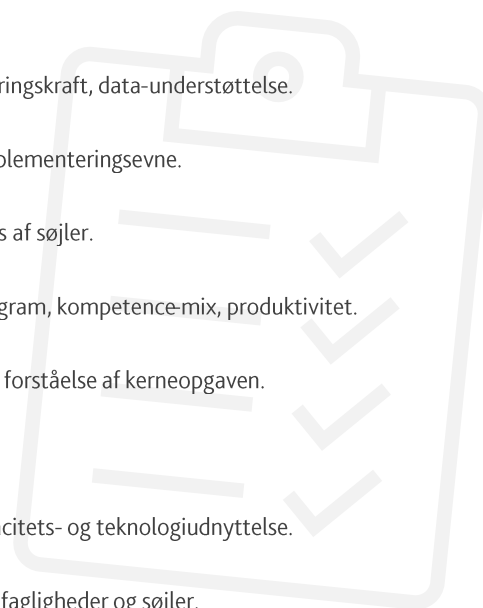 ringskraft, data-understøttelse.
plementeringsevne.
s af søjler.
gram, kompetence-mix, produktivitet.
forståelse af kerneopgaven.
citets- og teknologiudnyttelse.
fagligheder og søjler.